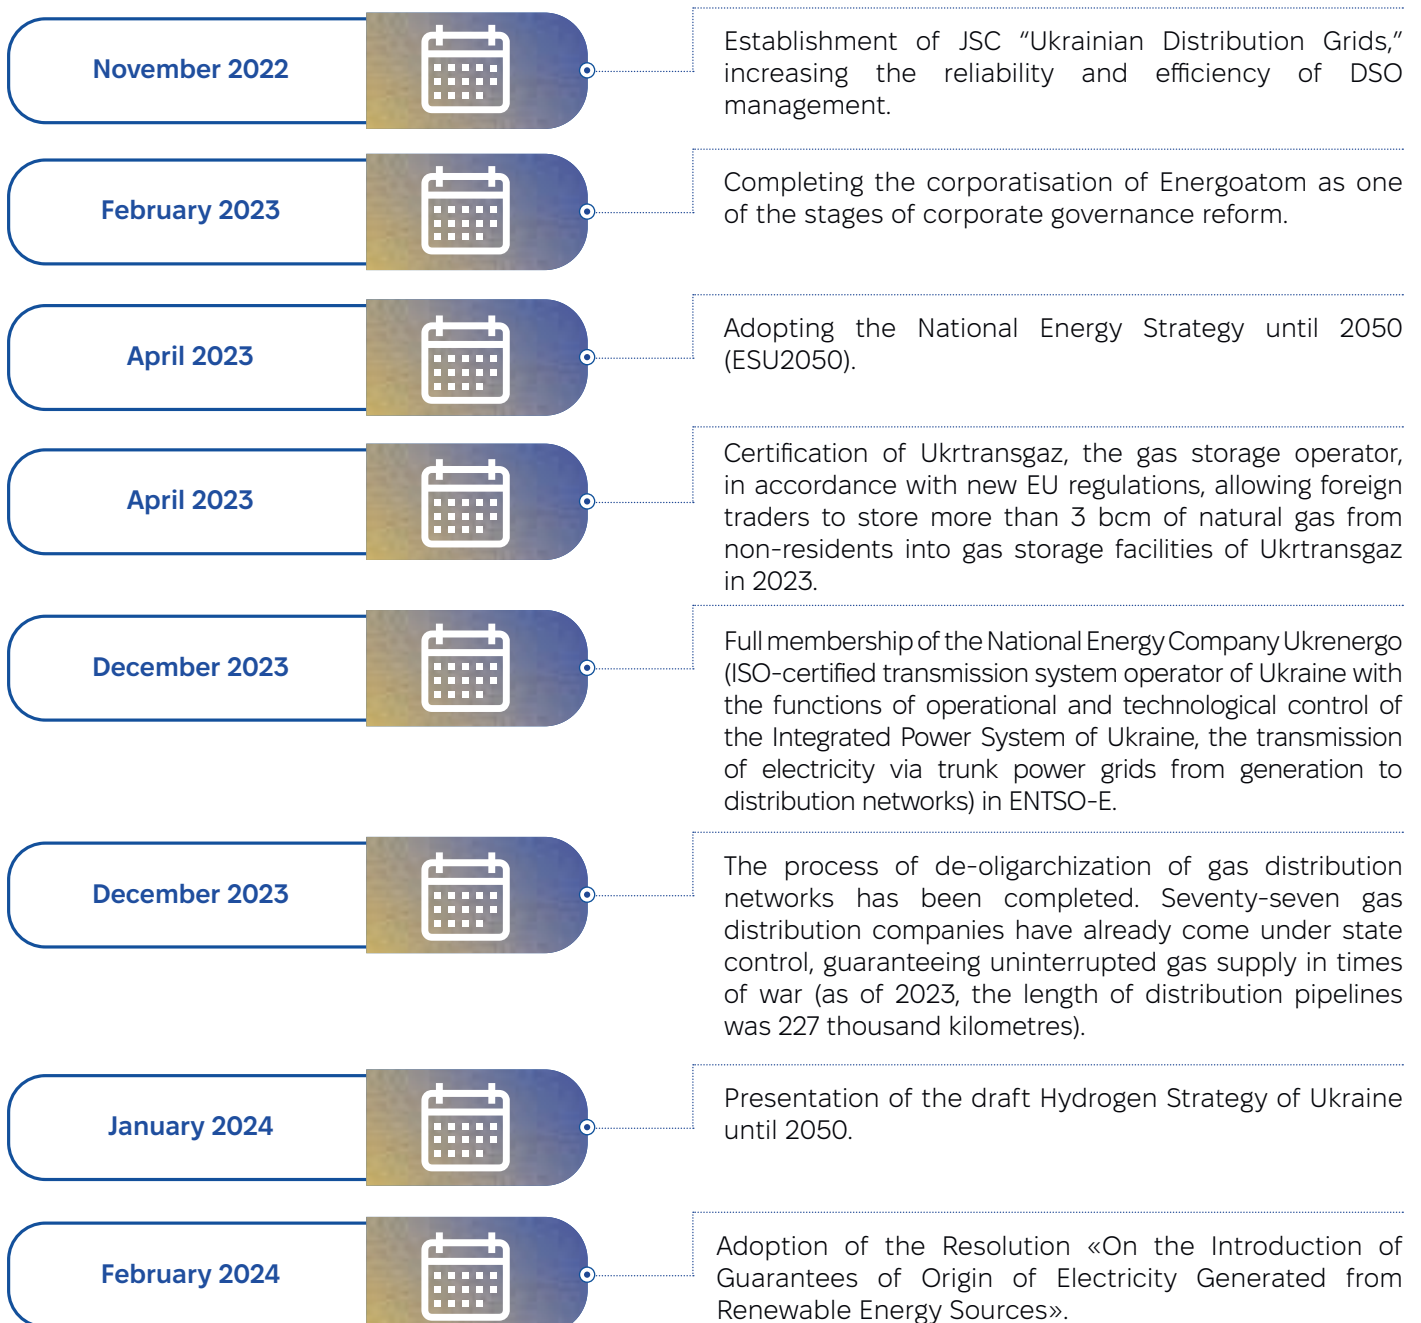 November 2022
Establishment of JSC “Ukrainian Distribution Grids,”
increasing the reliability and efficiency of DSO
management.
February 2023
Completing the corporatisation of Energoatom as one
of the stages of corporate governance reform.
April 2023
Adopting the National Energy Strategy until 2050
(ESU2050).
April 2023
Certification of Ukrtransgaz, the gas storage operator,
in accordance with new EU regulations, allowing foreign
traders to store more than 3 bcm of natural gas from
non-residents into gas storage facilities of Ukrtransgaz
in 2023.
December 2023
Full membership of the National Energy Company Ukrenergo
(ISO-certified transmission system operator of Ukraine with
the functions of operational and technological control of
the Integrated Power System of Ukraine, the transmission
of electricity via trunk power grids from generation to
distribution networks) in ENTSO-E.
December 2023
The process of de-oligarchization of gas distribution
networks has been completed. Seventy-seven gas
distribution companies have already come under state
control, guaranteeing uninterrupted gas supply in times
of war (as of 2023, the length of distribution pipelines
was 227 thousand kilometres).
January 2024
Presentation of the draft Hydrogen Strategy of Ukraine
until 2050.
February 2024
Adoption of the Resolution «On the Introduction of
Guarantees of Origin of Electricity Generated from
Renewable Energy Sources».